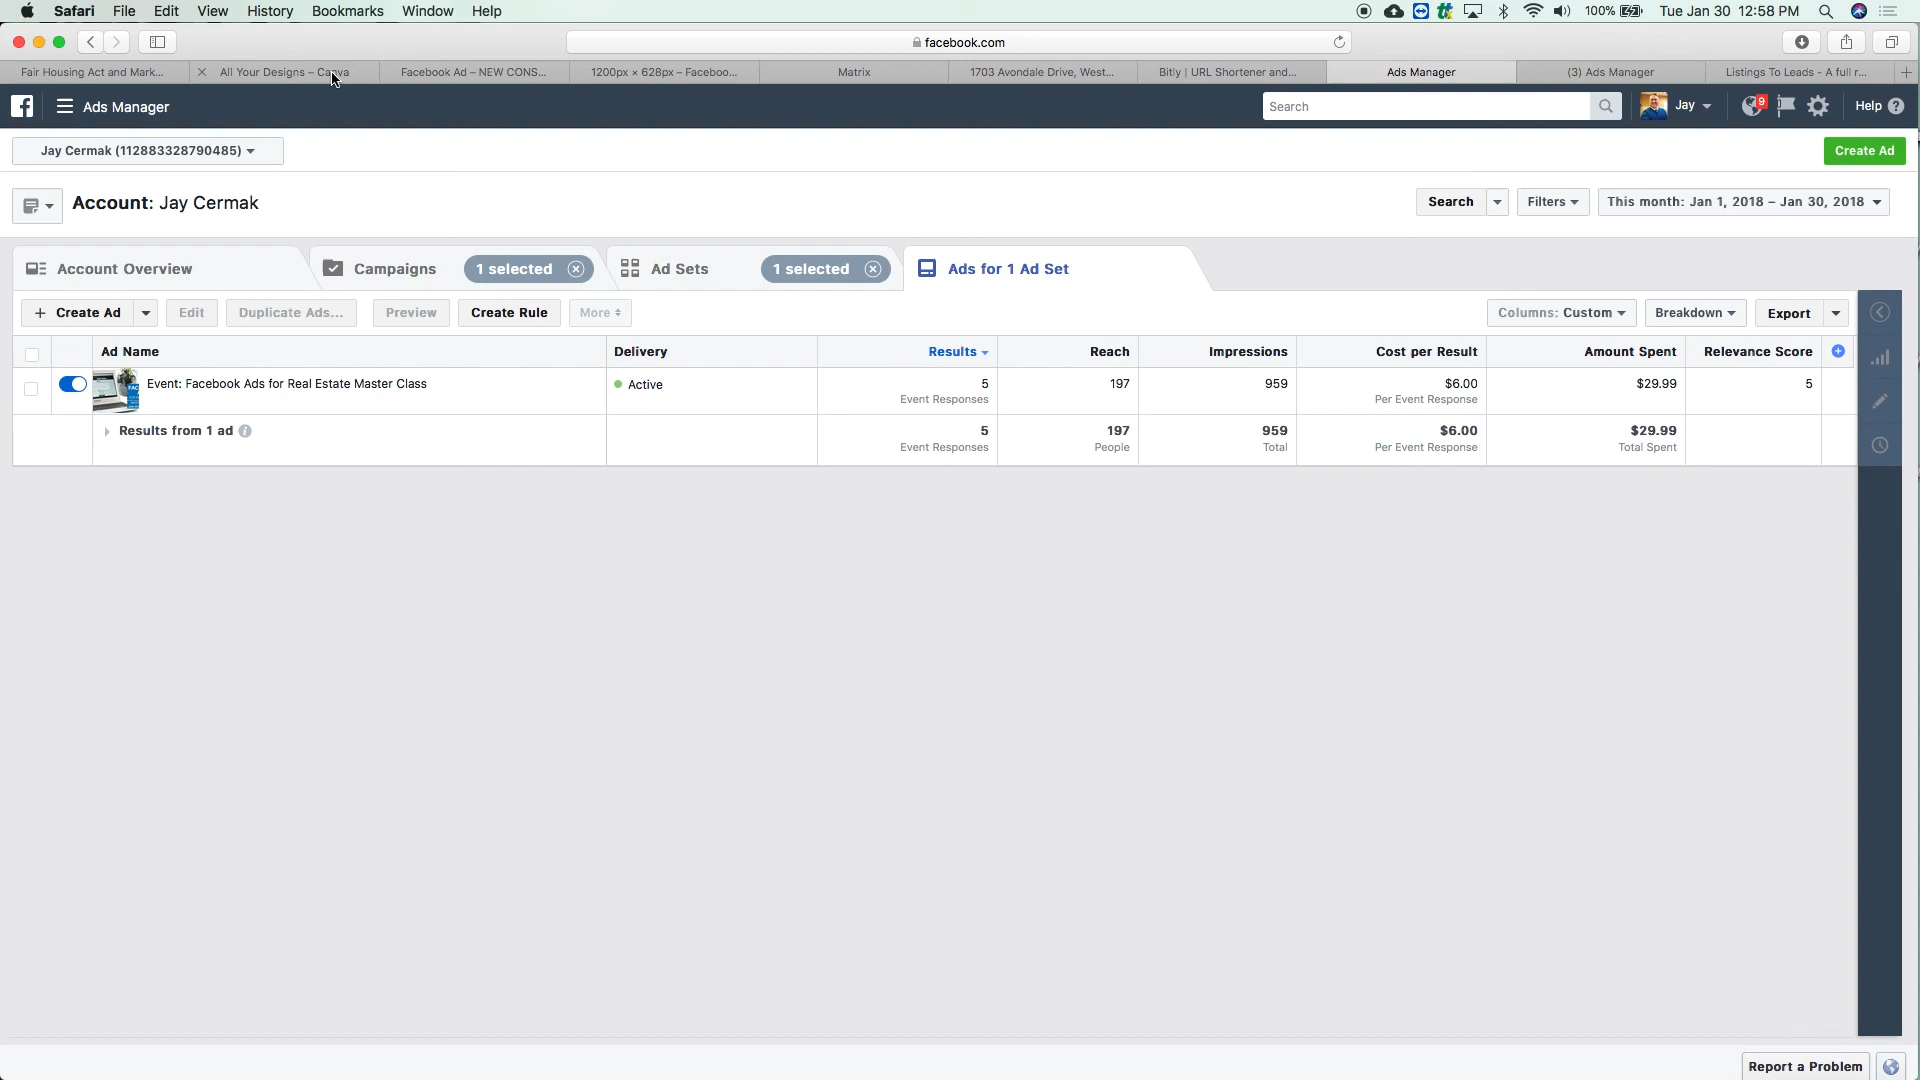 Safari File Edit View History Bookmarks Window Help 100% Tue Jan 30 12:58 PM
facebook.com
Fair Housing Act and Mark... All Your Designs – Canva Facebook Ad – NEW CONS... 1200px × 628px – Faceboo... Matrix 1703 Avondale Drive, West... Bitly | URL Shortener and... Ads Manager (3) Ads Manager Listings To Leads - A full r...
Ads Manager Search Jay 9 Help
Jay Cermak (112883328790485) Create Ad
Account: Jay Cermak Search Filters This month: Jan 1, 2018 – Jan 30, 2018
Account Overview Campaigns 1 selected Ad Sets 1 selected Ads for 1 Ad Set
+ Create Ad Edit Duplicate Ads... Preview Create Rule More Columns: Custom Breakdown Export
Ad Name Delivery Results Reach Impressions Cost per Result Amount Spent Relevance Score
Event: Facebook Ads for Real Estate Master Class Active 5 197 959 $6.00 $29.99 5
Event Responses Per Event Response
Results from 1 ad 5 197 959 $6.00 $29.99
Event Responses People Total Per Event Response Total Spent
Report a Problem